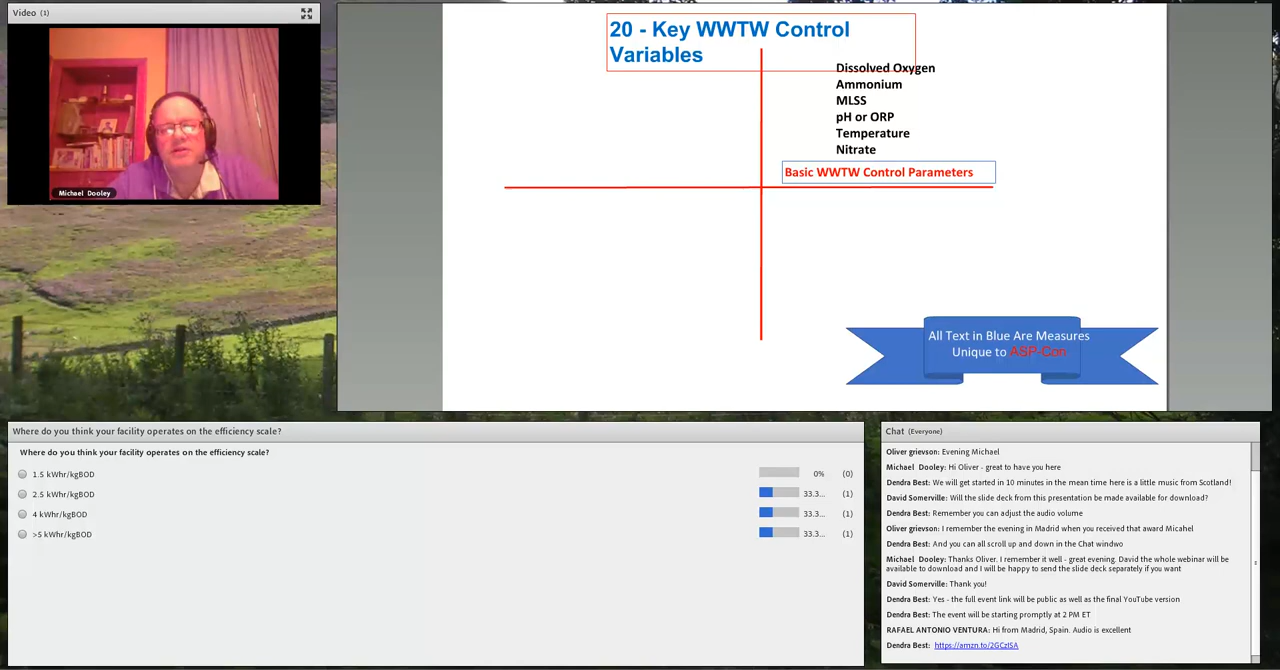 Video (1)
Michael Dooley
20 - Key WWTW Control
Variables
Dissolved Oxygen
Ammonium
MLSS
pH or ORP
Temperature
Nitrate
Basic WWTW Control Parameters
All Text in Blue Are Measures
Unique to ASP-Con
Where do you think your facility operates on the efficiency scale?
Where do you think your facility operates on the efficiency scale?
1.5 kWhr/kgBOD 0% (0)
2.5 kWhr/kgBOD 33.3... (1)
4 kWhr/kgBOD 33.3... (1)
>5 kWhr/kgBOD 33.3... (1)
Chat (Everyone)
Oliver grievson: Evening Michael
Michael Dooley: Hi Oliver - great to have you here
Dendra Best: We will get started in 10 minutes in the mean time here is a little music from Scotland!
David Somerville: Will the slide deck from this presentation be made available for download?
Dendra Best: Remember you can adjust the audio volume
Oliver grievson: I remember the evening in Madrid when you received that award Micahel
Dendra Best: And you can all scroll up and down in the Chat windwo
Michael Dooley: Thanks Oliver. I remember it well - great evening. David the whole webinar will be
available to download and I will be happy to send the slide deck separately if you want
David Somerville: Thank you!
Dendra Best: Yes - the full event link will be public as well as the final YouTube version
Dendra Best: The event will be starting promptly at 2 PM ET
RAFAEL ANTONIO VENTURA: Hi from Madrid, Spain. Audio is excellent
Dendra Best: https://amzn.to/2GCzISA